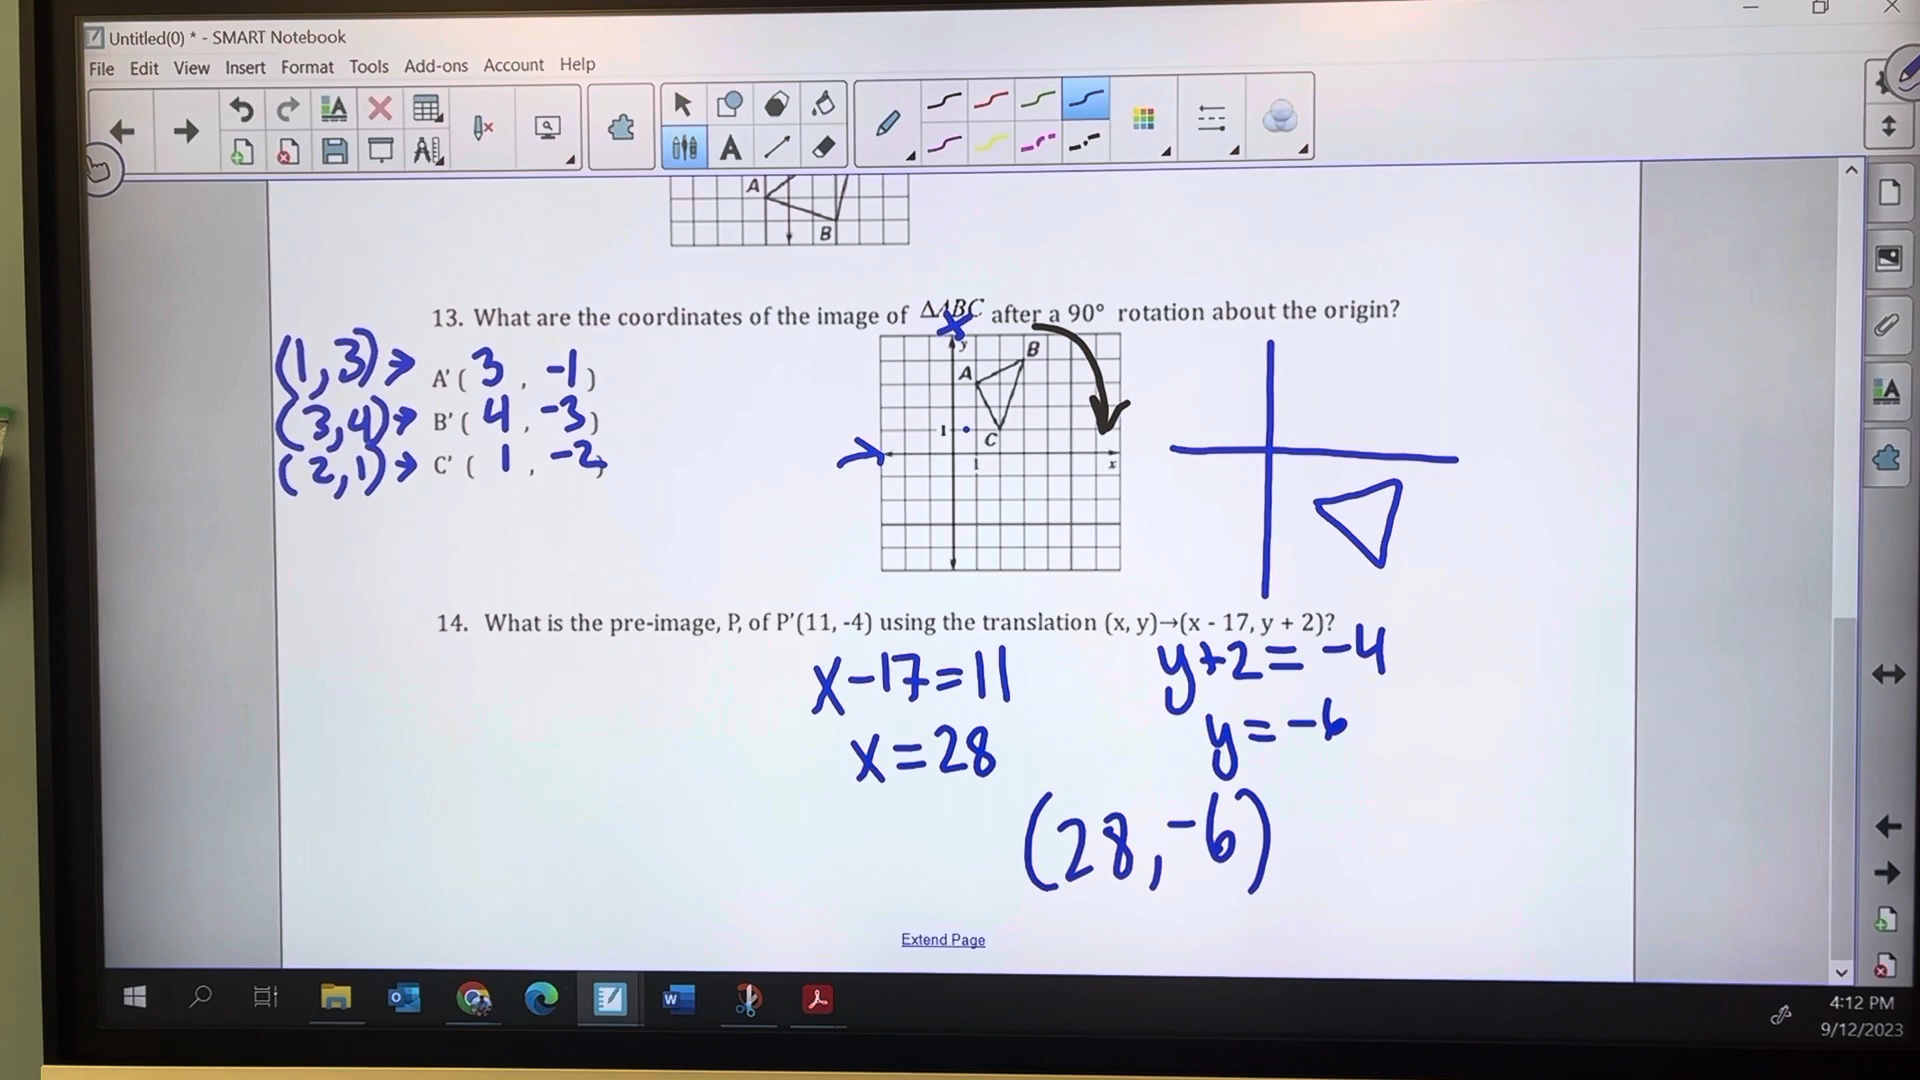 Untitled(0) * - SMART Notebook
File Edit View Insert Format Tools Add-ons Account Help
A
B
13. What are the coordinates of the image of ΔABC after a 90° rotation about the origin?
(1,3)→ A' ( 3 , -1 )
(3,4)→ B' ( 4 , -3 )
(2,1)→ C' ( 1 , -2 )
y
B
A
1
C
1
x
14. What is the pre-image, P, of P'(11, -4) using the translation (x, y)→(x - 17, y + 2)?
x-17=11 y+2=-4
x=28 y=-6
(28,-6)
Extend Page
4:12 PM
9/12/2023